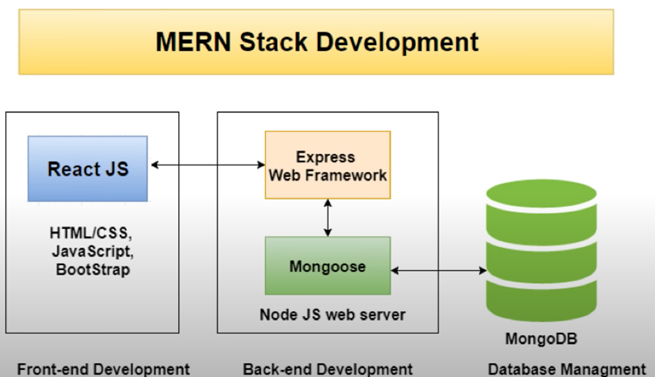 MERN Stack Development
React JS
HTML/CSS,
JavaScript,
BootStrap
Front-end Development
Express
Web Framework
Mongoose
Node JS web server
Back-end Development
MongoDB
Database Managment